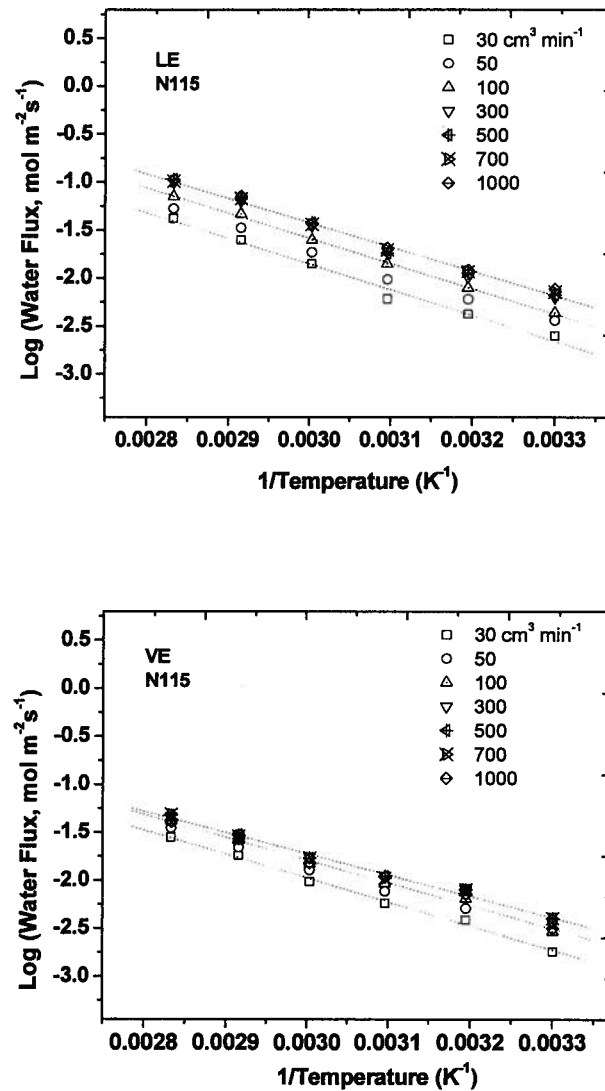 LE
N115
30 cm³ min⁻¹
50
100
300
500
700
1000
0.5
0.0
-0.5
-1.0
-1.5
-2.0
-2.5
-3.0
Log (Water Flux, mol m⁻²s⁻¹)
0.0028 0.0029 0.0030 0.0031 0.0032 0.0033
1/Temperature (K⁻¹)
VE
N115
30 cm³ min⁻¹
50
100
300
500
700
1000
0.5
0.0
-0.5
-1.0
-1.5
-2.0
-2.5
-3.0
Log (Water Flux, mol m⁻²s⁻¹)
0.0028 0.0029 0.0030 0.0031 0.0032 0.0033
1/Temperature (K⁻¹)